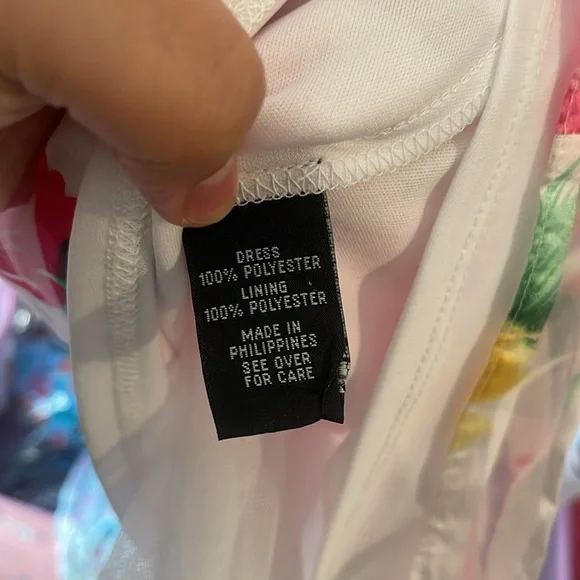 DRESS
100% POLYESTER
LINING
100% POLYESTER
MADE IN
PHILIPPINES
SEE OVER
FOR CARE